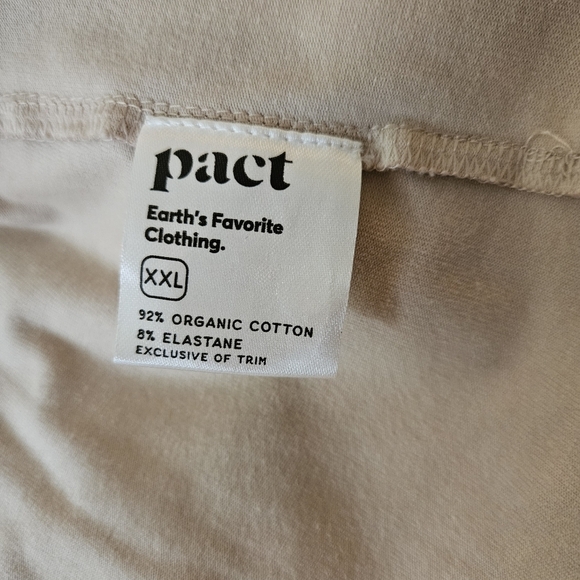 pact
Earth's Favorite
Clothing.
XXL
92% ORGANIC COTTON
8% ELASTANE
EXCLUSIVE OF TRIM